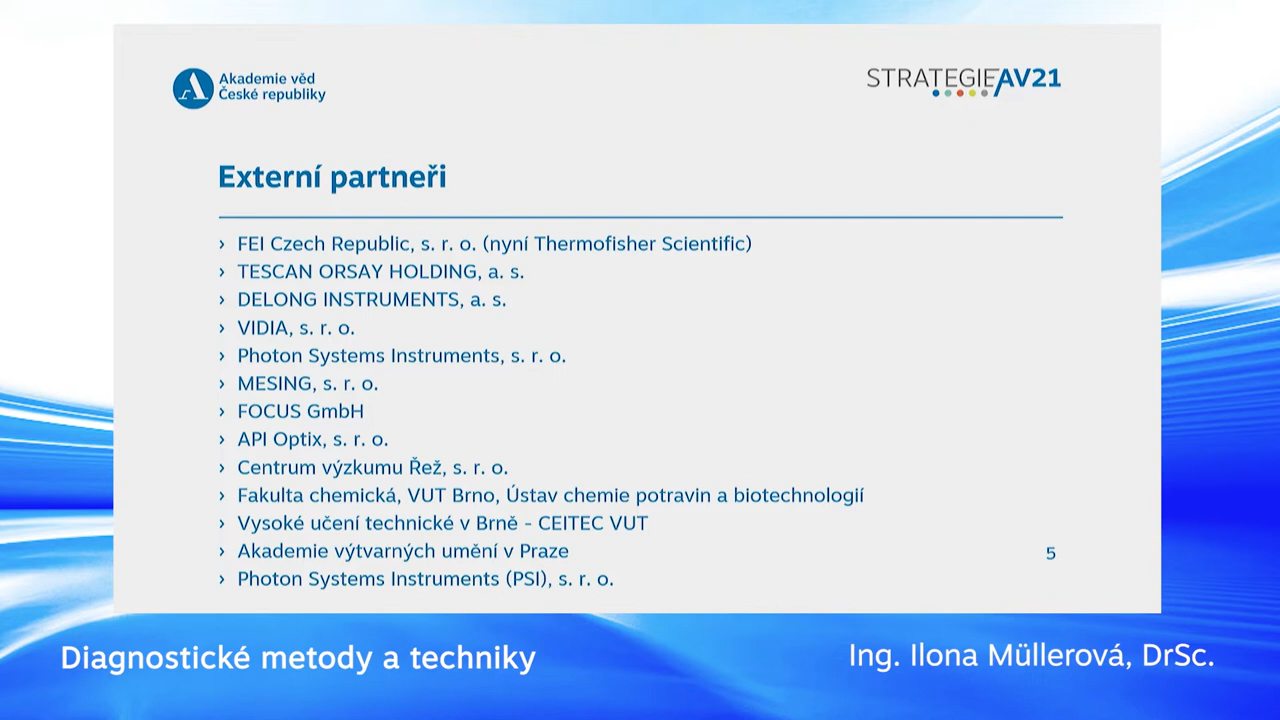 Akademie věd
České republiky
STRATEGIE AV21
Externí partneři
› FEI Czech Republic, s. r. o. (nyní Thermofisher Scientific)
› TESCAN ORSAY HOLDING, a. s.
› DELONG INSTRUMENTS, a. s.
› VIDIA, s. r. o.
› Photon Systems Instruments, s. r. o.
› MESING, s. r. o.
› FOCUS GmbH
› API Optix, s. r. o.
› Centrum výzkumu Řež, s. r. o.
› Fakulta chemická, VUT Brno, Ústav chemie potravin a biotechnologií
› Vysoké učení technické v Brně - CEITEC VUT
› Akademie výtvarných umění v Praze
› Photon Systems Instruments (PSI), s. r. o.
5
Diagnostické metody a techniky
Ing. Ilona Müllerová, DrSc.